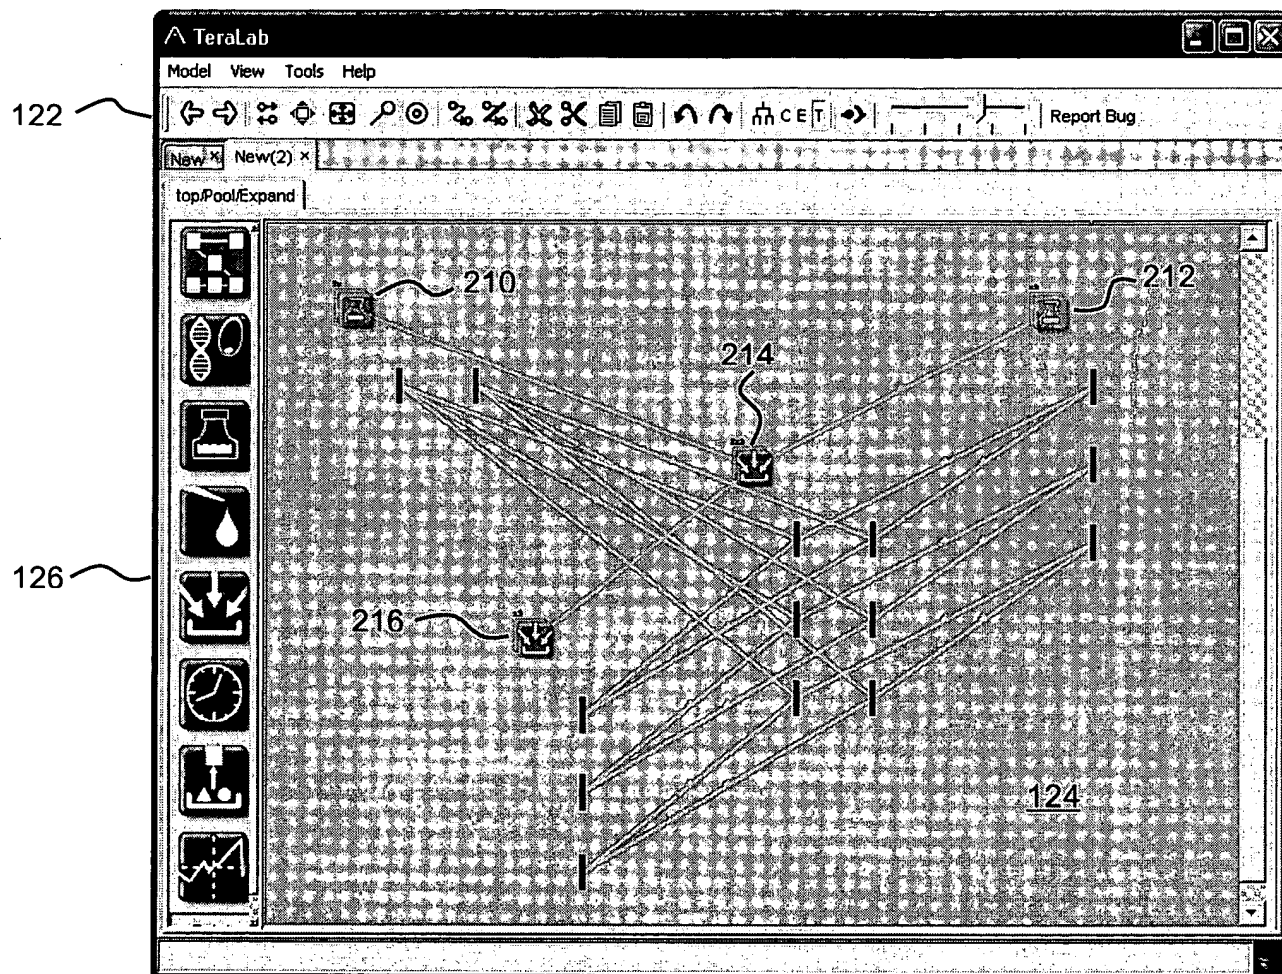 TeraLab
Model View Tools Help
122
C E T
Report Bug
New × New(2) ×
top/Pool/Expand
210
212
214
126
216
124